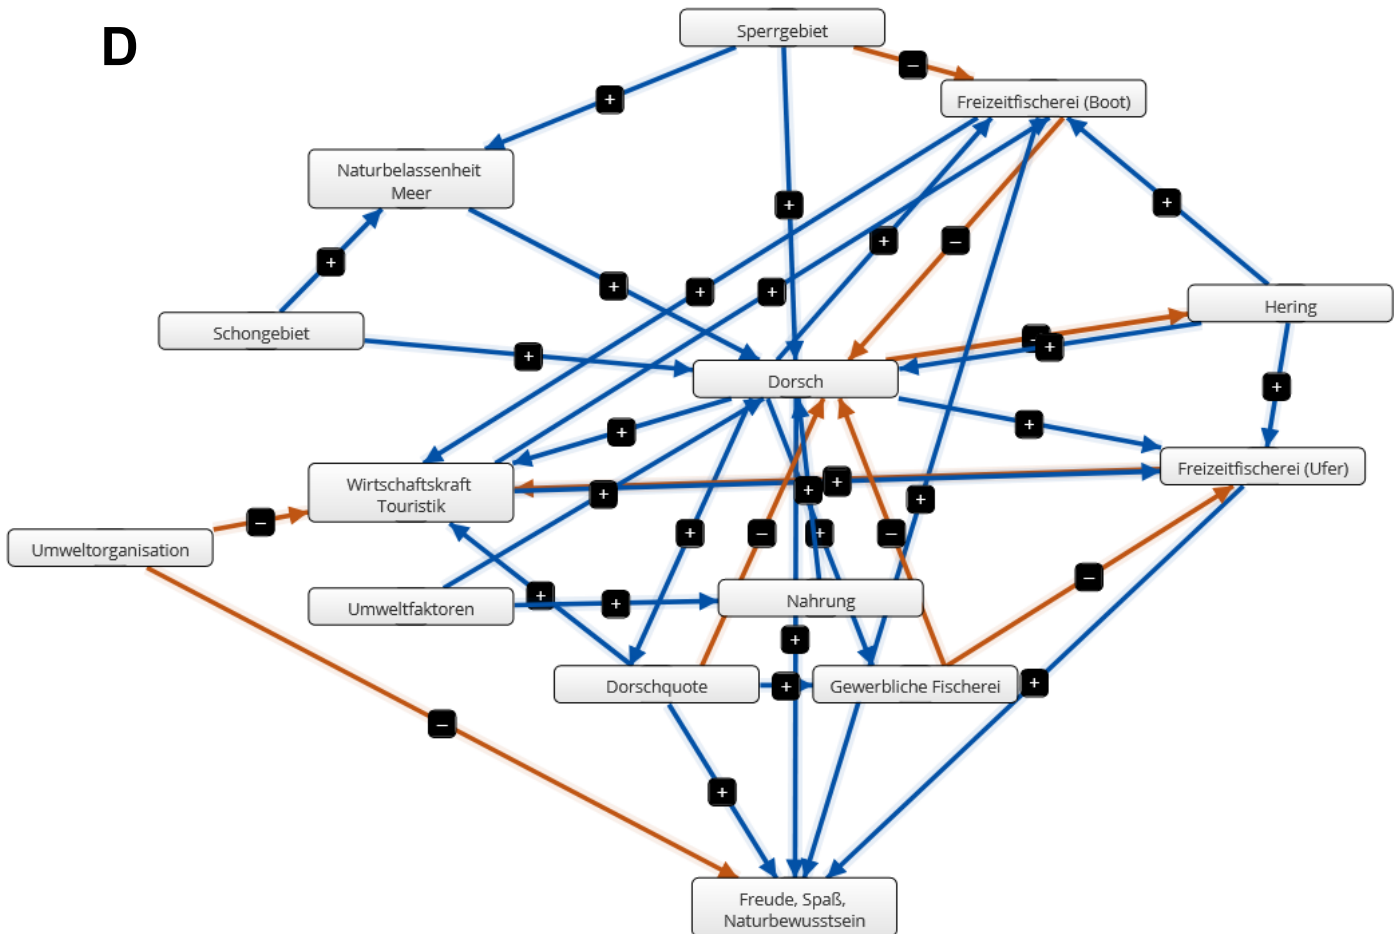 D
Sperrgebiet
–
Freizeitfischerei (Boot)
+
Naturbelassenheit
Meer
+
+
+
–
+
+
+
+
Hering
Schongebiet
–
+
+
Dorsch
+
+
+
Freizeitfischerei (Ufer)
Wirtschaftskraft
Touristik
+
+
+
+
–
Umweltorganisation
+
–
+
–
–
+
+
Nahrung
Umweltfaktoren
+
Dorschquote
+
Gewerbliche Fischerei
+
–
+
Freude, Spaß,
Naturbewusstsein